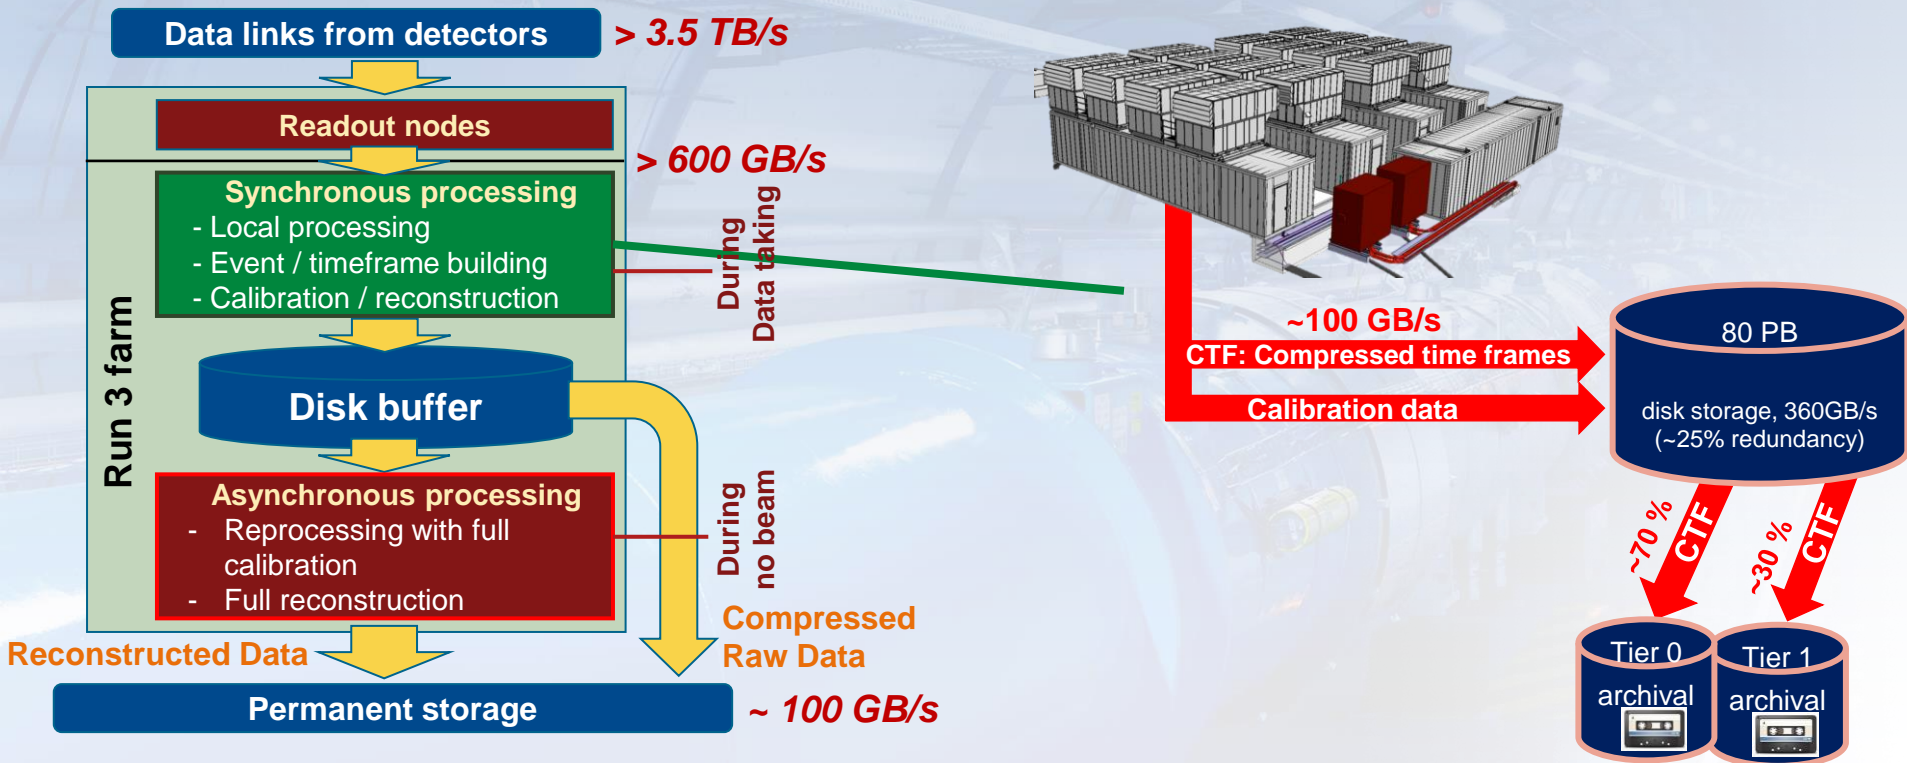 Data links from detectors
> 3.5 TB/s
Readout nodes
> 600 GB/s
Synchronous processing
- Local processing
- Event / timeframe building
- Calibration / reconstruction
During
Data taking
Run 3 farm
Disk buffer
Asynchronous processing
- Reprocessing with full
calibration
- Full reconstruction
During
no beam
Reconstructed Data
Compressed
Raw Data
Permanent storage
~ 100 GB/s
~100 GB/s
CTF: Compressed time frames
Calibration data
80 PB
disk storage, 360GB/s
(~25% redundancy)
~70 %
CTF
~30 %
CTF
Tier 0
archival
Tier 1
archival